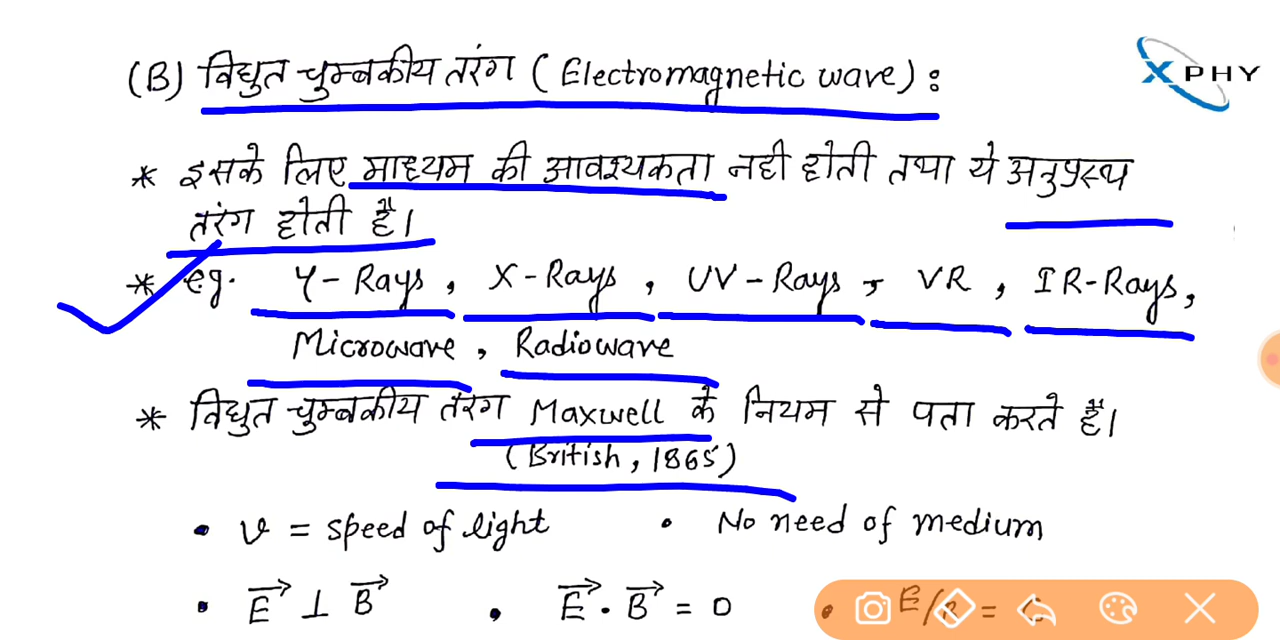 (B) विधुत चुम्बकीय तरंग ( Electromagnetic wave ) :
X PHY
* इसके लिए माध्यम की आवश्यकता नही होती तथा ये अनुप्रस्थ
तरंग होती हैं।
* eg. γ- Rays , X - Rays , UV - Rays , VR , IR-Rays,
Microwave , Radiowave
* विधुत चुम्बकीय तरंग Maxwell के नियम से पता करते हैं।
(British, 1865)
• v = speed of light • No need of medium
• E⃗ ⊥ B⃗ • E⃗ · B⃗ = 0 • E/ =